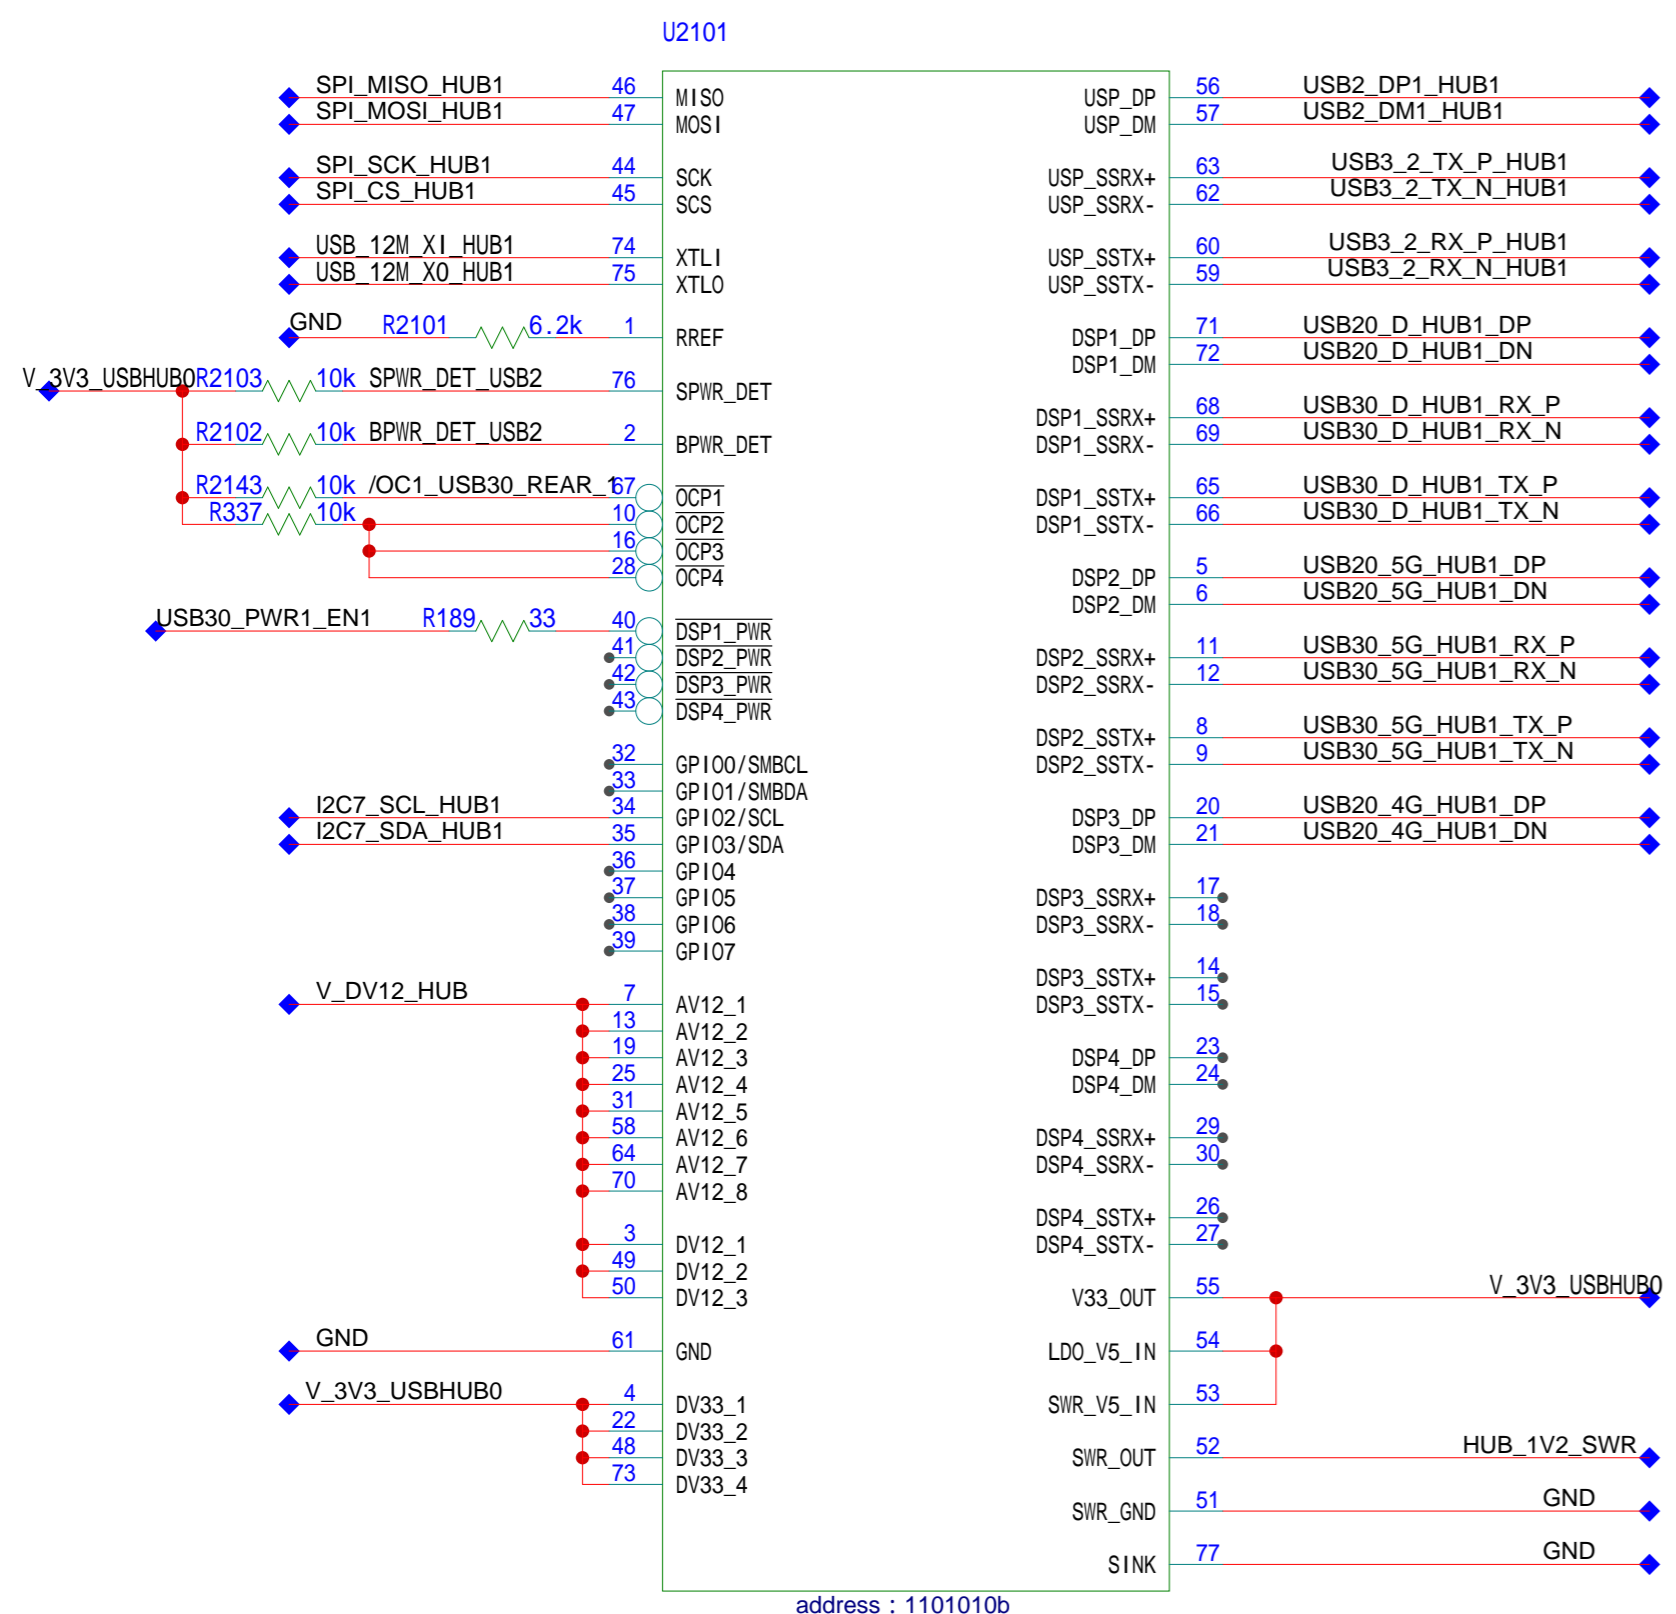 U2101
SPI_MISO_HUB1 46 MISO USP_DP 56 USB2_DP1_HUB1
SPI_MOSI_HUB1 47 MOSI USP_DM 57 USB2_DM1_HUB1
SPI_SCK_HUB1 44 SCK USP_SSRX+ 63 USB3_2_TX_P_HUB1
SPI_CS_HUB1 45 SCS USP_SSRX- 62 USB3_2_TX_N_HUB1
USB_12M_XI_HUB1 74 XTLI USP_SSTX+ 60 USB3_2_RX_P_HUB1
USB_12M_XO_HUB1 75 XTLO USP_SSTX- 59 USB3_2_RX_N_HUB1
GND R2101 6.2k 1 RREF DSP1_DP 71 USB20_D_HUB1_DP
DSP1_DM 72 USB20_D_HUB1_DN
V_3V3_USBHUB0 R2103 10k SPWR_DET_USB2 76 SPWR_DET
DSP1_SSRX+ 68 USB30_D_HUB1_RX_P
R2102 10k BPWR_DET_USB2 2 BPWR_DET DSP1_SSRX- 69 USB30_D_HUB1_RX_N
R2143 10k /OC1_USB30_REAR_1 67 OCP1 DSP1_SSTX+ 65 USB30_D_HUB1_TX_P
R337 10k 10 OCP2 DSP1_SSTX- 66 USB30_D_HUB1_TX_N
16 OCP3
28 OCP4 DSP2_DP 5 USB20_5G_HUB1_DP
DSP2_DM 6 USB20_5G_HUB1_DN
USB30_PWR1_EN1 R189 33 40 DSP1_PWR
41 DSP2_PWR DSP2_SSRX+ 11 USB30_5G_HUB1_RX_P
42 DSP3_PWR DSP2_SSRX- 12 USB30_5G_HUB1_RX_N
43 DSP4_PWR
DSP2_SSTX+ 8 USB30_5G_HUB1_TX_P
32 GPIO0/SMBCL DSP2_SSTX- 9 USB30_5G_HUB1_TX_N
33 GPIO1/SMBDA
I2C7_SCL_HUB1 34 GPIO2/SCL DSP3_DP 20 USB20_4G_HUB1_DP
I2C7_SDA_HUB1 35 GPIO3/SDA DSP3_DM 21 USB20_4G_HUB1_DN
36 GPIO4
37 GPIO5 DSP3_SSRX+ 17
38 GPIO6 DSP3_SSRX- 18
39 GPIO7
DSP3_SSTX+ 14
V_DV12_HUB 7 AV12_1 DSP3_SSTX- 15
13 AV12_2
19 AV12_3 DSP4_DP 23
25 AV12_4 DSP4_DM 24
31 AV12_5
58 AV12_6 DSP4_SSRX+ 29
64 AV12_7 DSP4_SSRX- 30
70 AV12_8
DSP4_SSTX+ 26
3 DV12_1 DSP4_SSTX- 27
49 DV12_2
50 DV12_3 V33_OUT 55 V_3V3_USBHUB0
GND 61 GND LDO_V5_IN 54
V_3V3_USBHUB0 4 DV33_1 SWR_V5_IN 53
22 DV33_2
48 DV33_3 SWR_OUT 52 HUB_1V2_SWR
73 DV33_4
SWR_GND 51 GND
SINK 77 GND
address : 1101010b